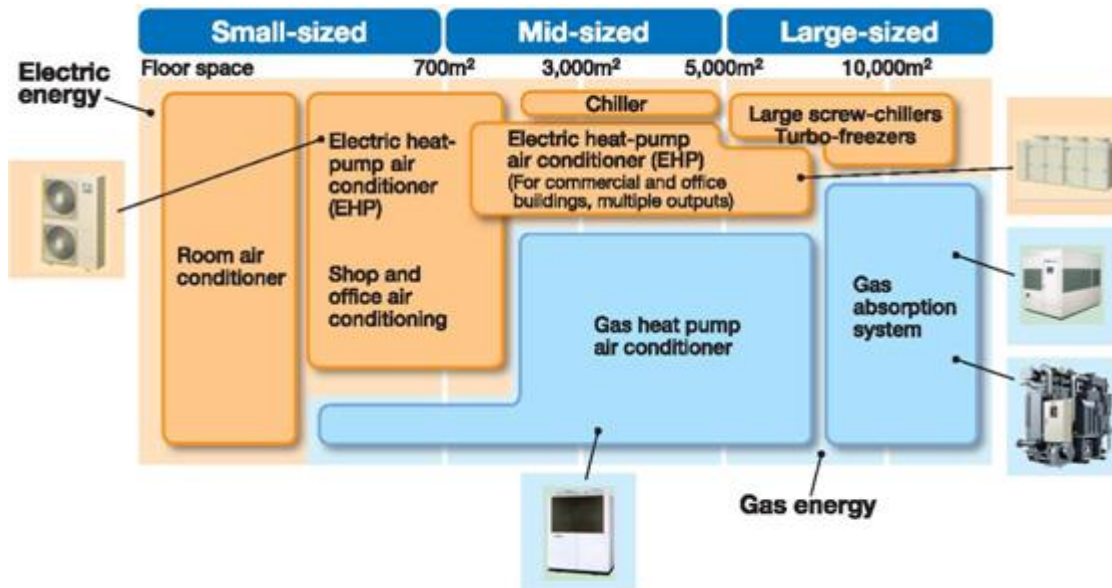 Small-sized
Mid-sized
Large-sized
Electric
energy
Floor space
700m²
3,000m²
5,000m²
10,000m²
Room air
conditioner
Electric heat-
pump air
conditioner
(EHP)
Shop and
office air
conditioning
Chiller
Electric heat-pump
air conditioner (EHP)
(For commercial and office
buildings, multiple outputs)
Large screw-chillers
Turbo-freezers
Gas heat pump
air conditioner
Gas
absorption
system
Gas energy